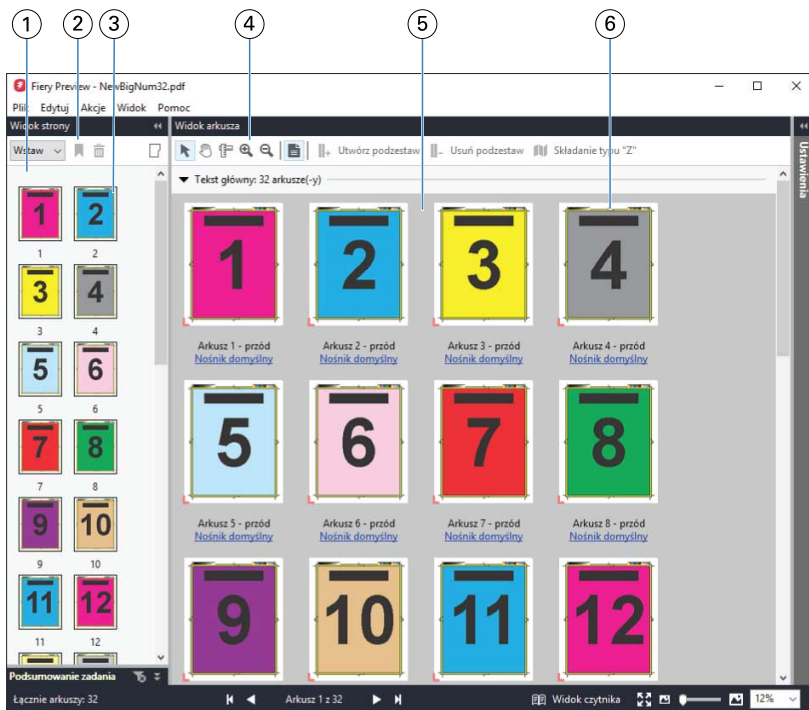 1 2 3 4 5 6
Fiery Preview - NewBigNum32.pdf
Plik Edytuj Akcje Widok Pomoc
Widok strony Widok arkusza
Wstaw Utwórz podzestaw Usuń podzestaw Składanie typu "Z"
Ustawienia
Tekst główny: 32 arkusze(-y)
1 2
1 2
3 4
3 4
5 6
5 6
7 8
7 8
9 10
9 10
11 12
11 12
1 2 3 4
Arkusz 1 - przód Arkusz 2 - przód Arkusz 3 - przód Arkusz 4 - przód
Nośnik domyślny Nośnik domyślny Nośnik domyślny Nośnik domyślny
5 6 7 8
Arkusz 5 - przód Arkusz 6 - przód Arkusz 7 - przód Arkusz 8 - przód
Nośnik domyślny Nośnik domyślny Nośnik domyślny Nośnik domyślny
9 10 11 12
Podsumowanie zadania
Łącznie arkuszy: 32 Arkusz 1 z 32 Widok czytnika 12%